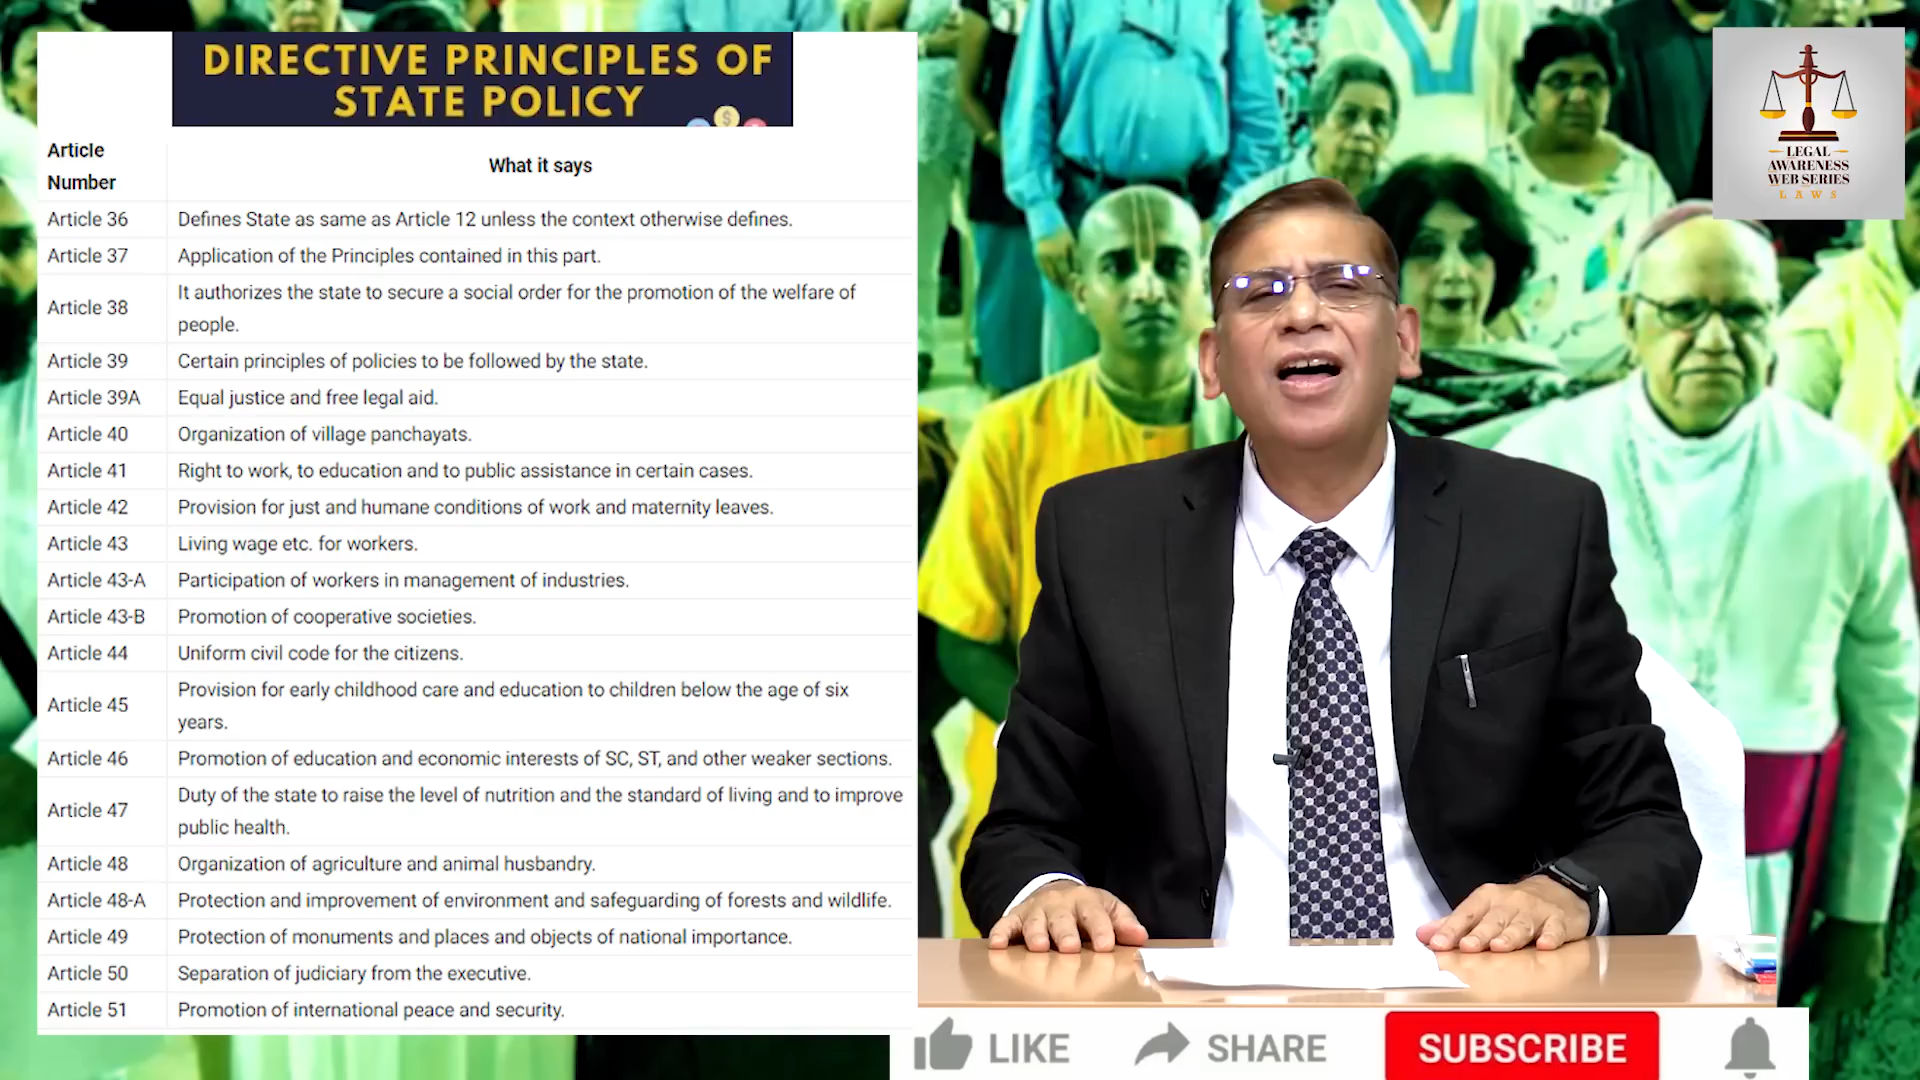 DIRECTIVE PRINCIPLES OF
STATE POLICY
$
Article
Number
What it says
Article 36
Defines State as same as Article 12 unless the context otherwise defines.
Article 37
Application of the Principles contained in this part.
Article 38
It authorizes the state to secure a social order for the promotion of the welfare of
people.
Article 39
Certain principles of policies to be followed by the state.
Article 39A
Equal justice and free legal aid.
Article 40
Organization of village panchayats.
Article 41
Right to work, to education and to public assistance in certain cases.
Article 42
Provision for just and humane conditions of work and maternity leaves.
Article 43
Living wage etc. for workers.
Article 43-A
Participation of workers in management of industries.
Article 43-B
Promotion of cooperative societies.
Article 44
Uniform civil code for the citizens.
Article 45
Provision for early childhood care and education to children below the age of six
years.
Article 46
Promotion of education and economic interests of SC, ST, and other weaker sections.
Article 47
Duty of the state to raise the level of nutrition and the standard of living and to improve
public health.
Article 48
Organization of agriculture and animal husbandry.
Article 48-A
Protection and improvement of environment and safeguarding of forests and wildlife.
Article 49
Protection of monuments and places and objects of national importance.
Article 50
Separation of judiciary from the executive.
Article 51
Promotion of international peace and security.
LEGAL
AWARENESS
WEB SERIES
LAWS
LIKE
SHARE
SUBSCRIBE